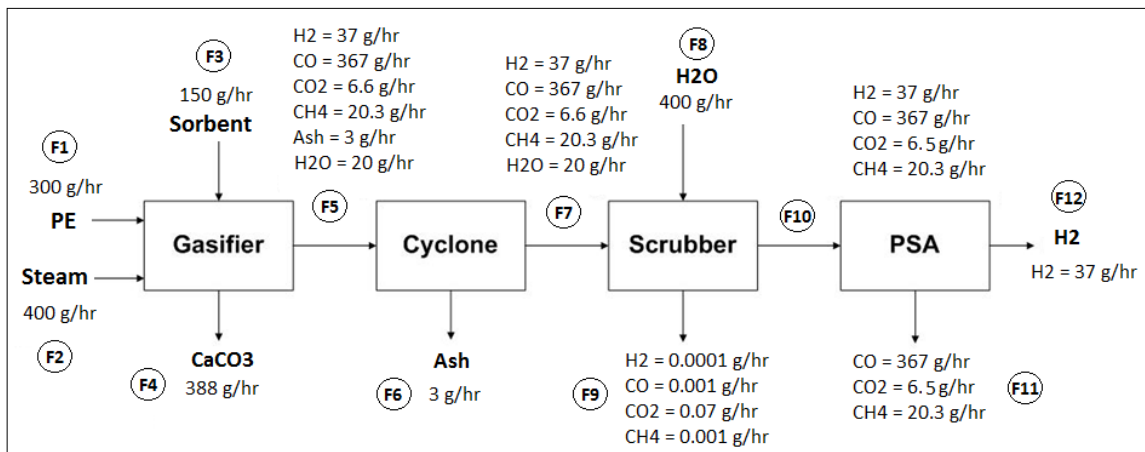 F1
300 g/hr
PE
Steam
400 g/hr
F2
F3
150 g/hr
Sorbent
Gasifier
CaCO3
F4
388 g/hr
H2 = 37 g/hr
CO = 367 g/hr
CO2 = 6.6 g/hr
CH4 = 20.3 g/hr
Ash = 3 g/hr
H2O = 20 g/hr
F5
Cyclone
Ash
F6
3 g/hr
H2 = 37 g/hr
CO = 367 g/hr
CO2 = 6.6 g/hr
CH4 = 20.3 g/hr
H2O = 20 g/hr
F7
F8
H2O
400 g/hr
Scrubber
F9
H2 = 0.0001 g/hr
CO = 0.001 g/hr
CO2 = 0.07 g/hr
CH4 = 0.001 g/hr
F10
H2 = 37 g/hr
CO = 367 g/hr
CO2 = 6.5 g/hr
CH4 = 20.3 g/hr
PSA
CO = 367 g/hr
CO2 = 6.5 g/hr
CH4 = 20.3 g/hr
F11
F12
H2
H2 = 37 g/hr